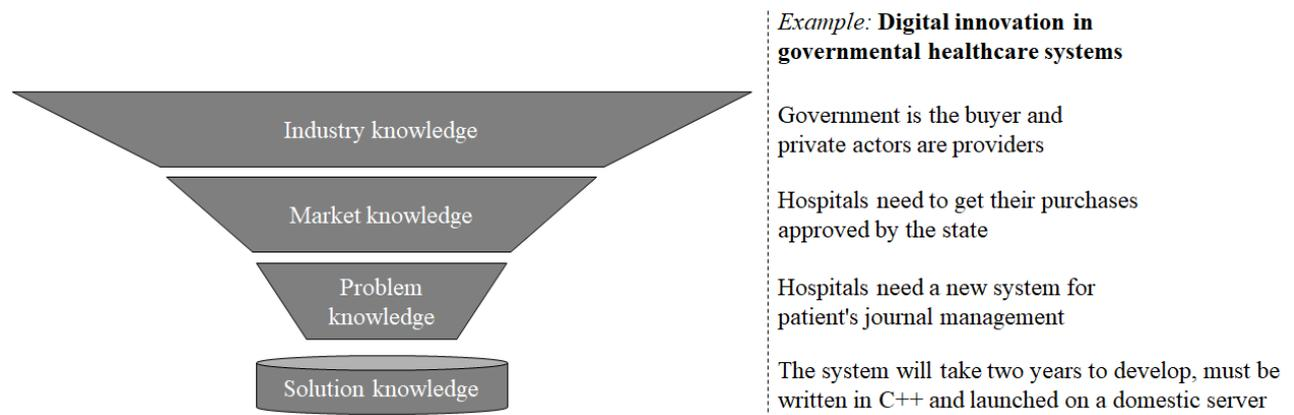 Example: Digital innovation in
governmental healthcare systems
Industry knowledge
Government is the buyer and
private actors are providers
Market knowledge
Hospitals need to get their purchases
approved by the state
Problem
knowledge
Hospitals need a new system for
patient's journal management
Solution knowledge
The system will take two years to develop, must be
written in C++ and launched on a domestic server